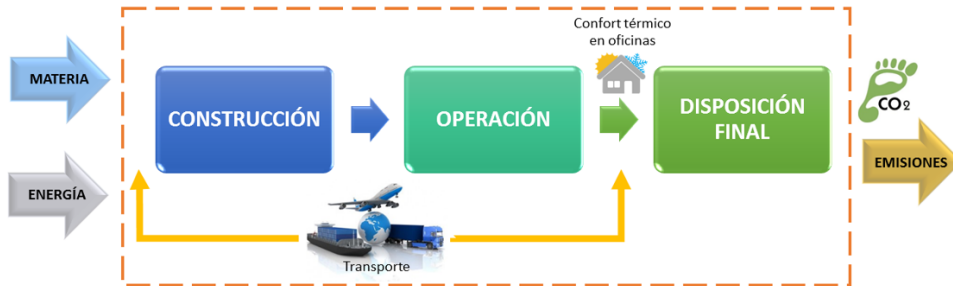 Confort térmico
en oficinas
MATERIA
CONSTRUCCIÓN
OPERACIÓN
DISPOSICIÓN
FINAL
CO2
EMISIONES
ENERGÍA
Transporte